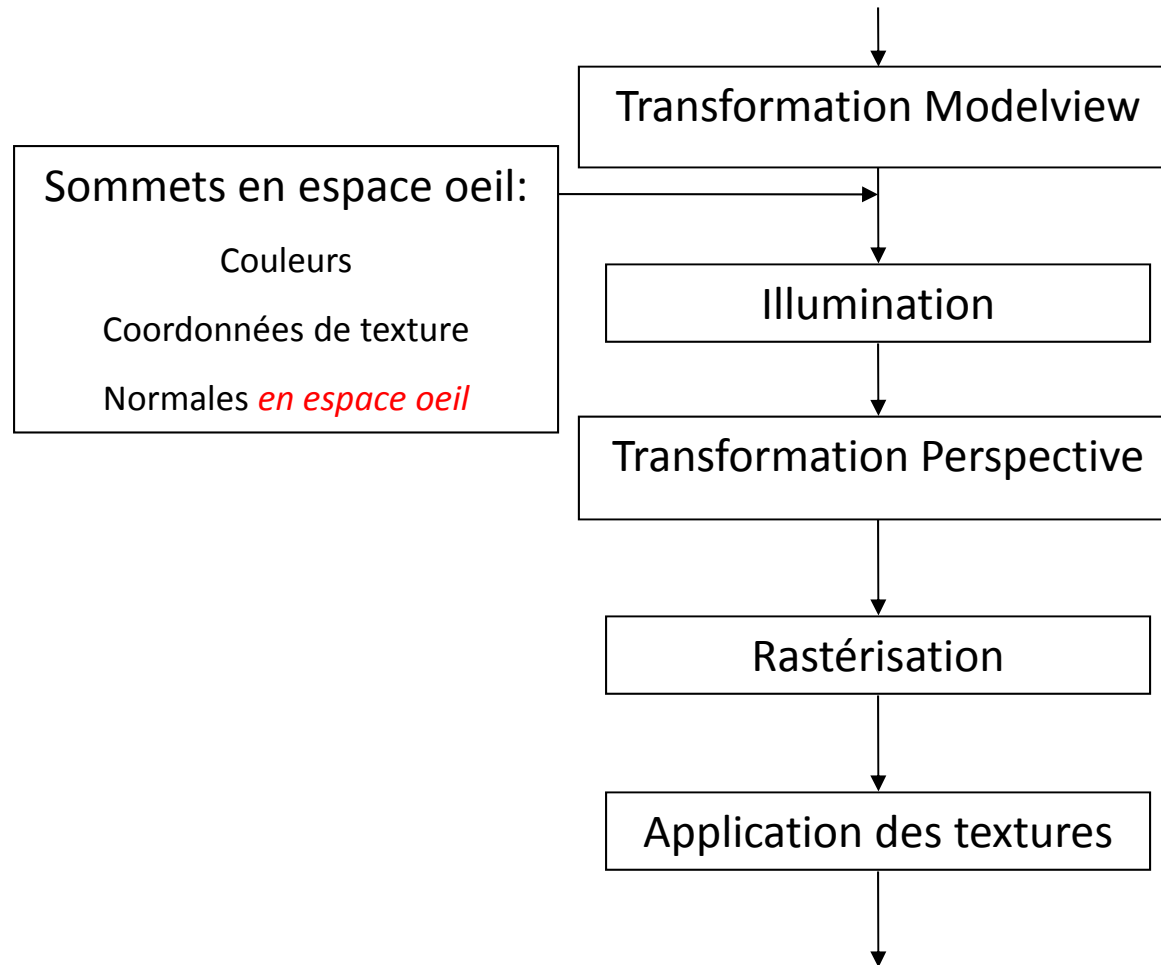 Transformation Modelview
Sommets en espace oeil:
Couleurs
Coordonnées de texture
Normales en espace oeil
Illumination
Transformation Perspective
Rastérisation
Application des textures